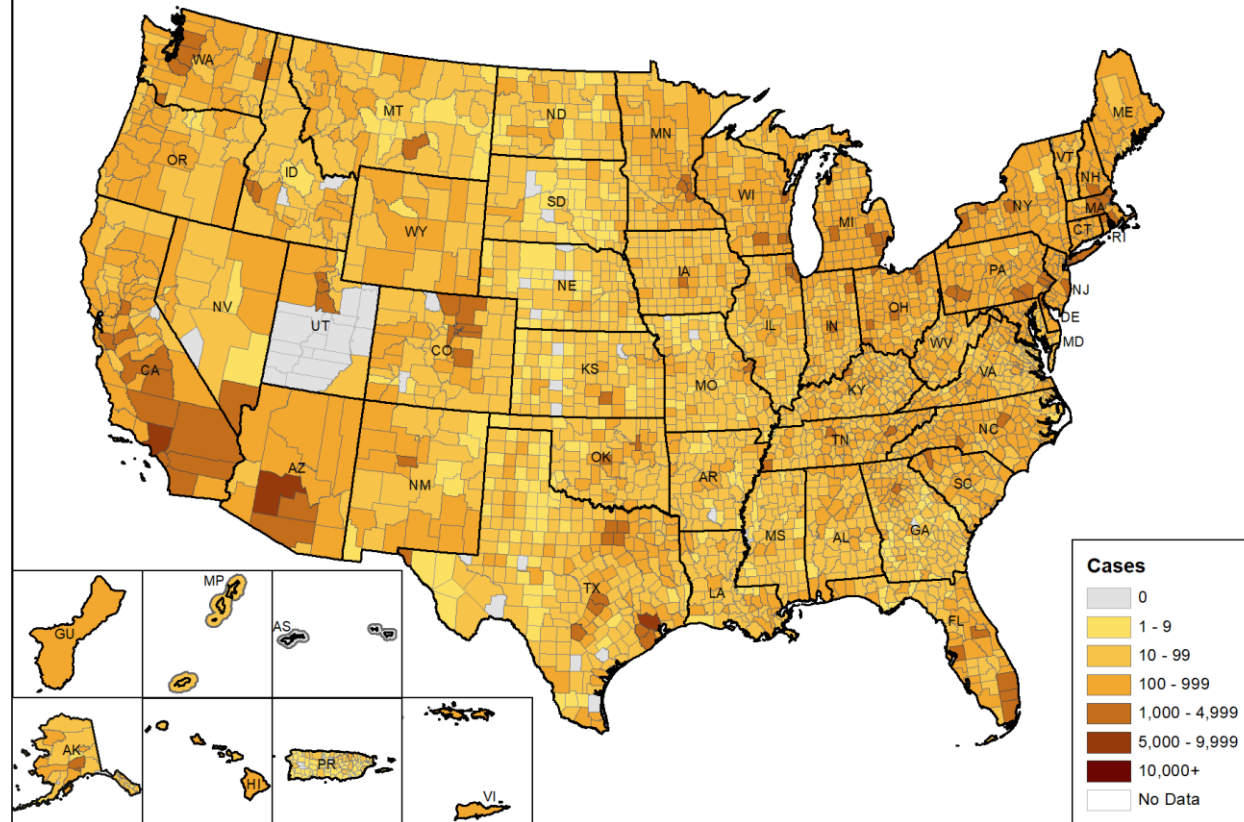 WA
MT
ND
MN
ME
OR
ID
SD
WI
MI
VT
NH
NY
MA
CT
RI
WY
NE
IA
PA
NJ
NV
UT
CO
IL
IN
OH
DE
MD
CA
KS
MO
WV
VA
KY
AZ
NM
OK
AR
TN
NC
SC
MS
AL
GA
TX
LA
FL
GU
MP
AS
AK
HI
PR
VI
Cases
0
1 - 9
10 - 99
100 - 999
1,000 - 4,999
5,000 - 9,999
10,000+
No Data